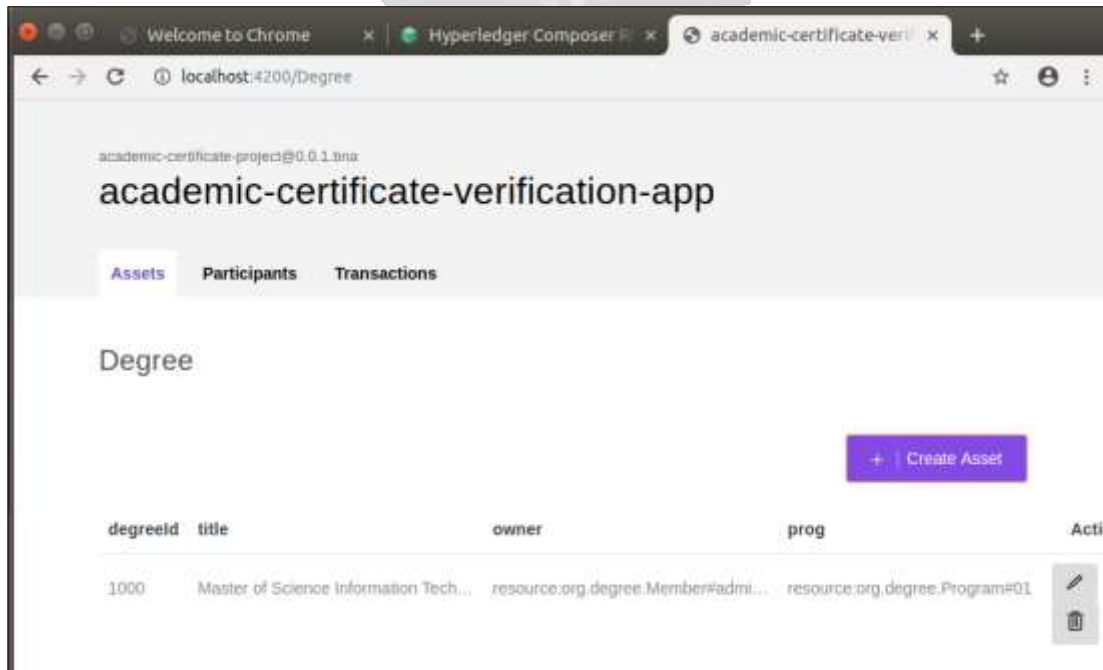 Welcome to Chrome × Hyperledger Composer R × academic-certificate-veri × +
localhost:4200/Degree
academic-certificate-project@0.0.1.bna
academic-certificate-verification-app
Assets Participants Transactions
Degree
+ | Create Asset
degreeId title owner prog Acti
1000 Master of Science Information Tech... resource:org.degree.Member#admi... resource:org.degree.Program#01